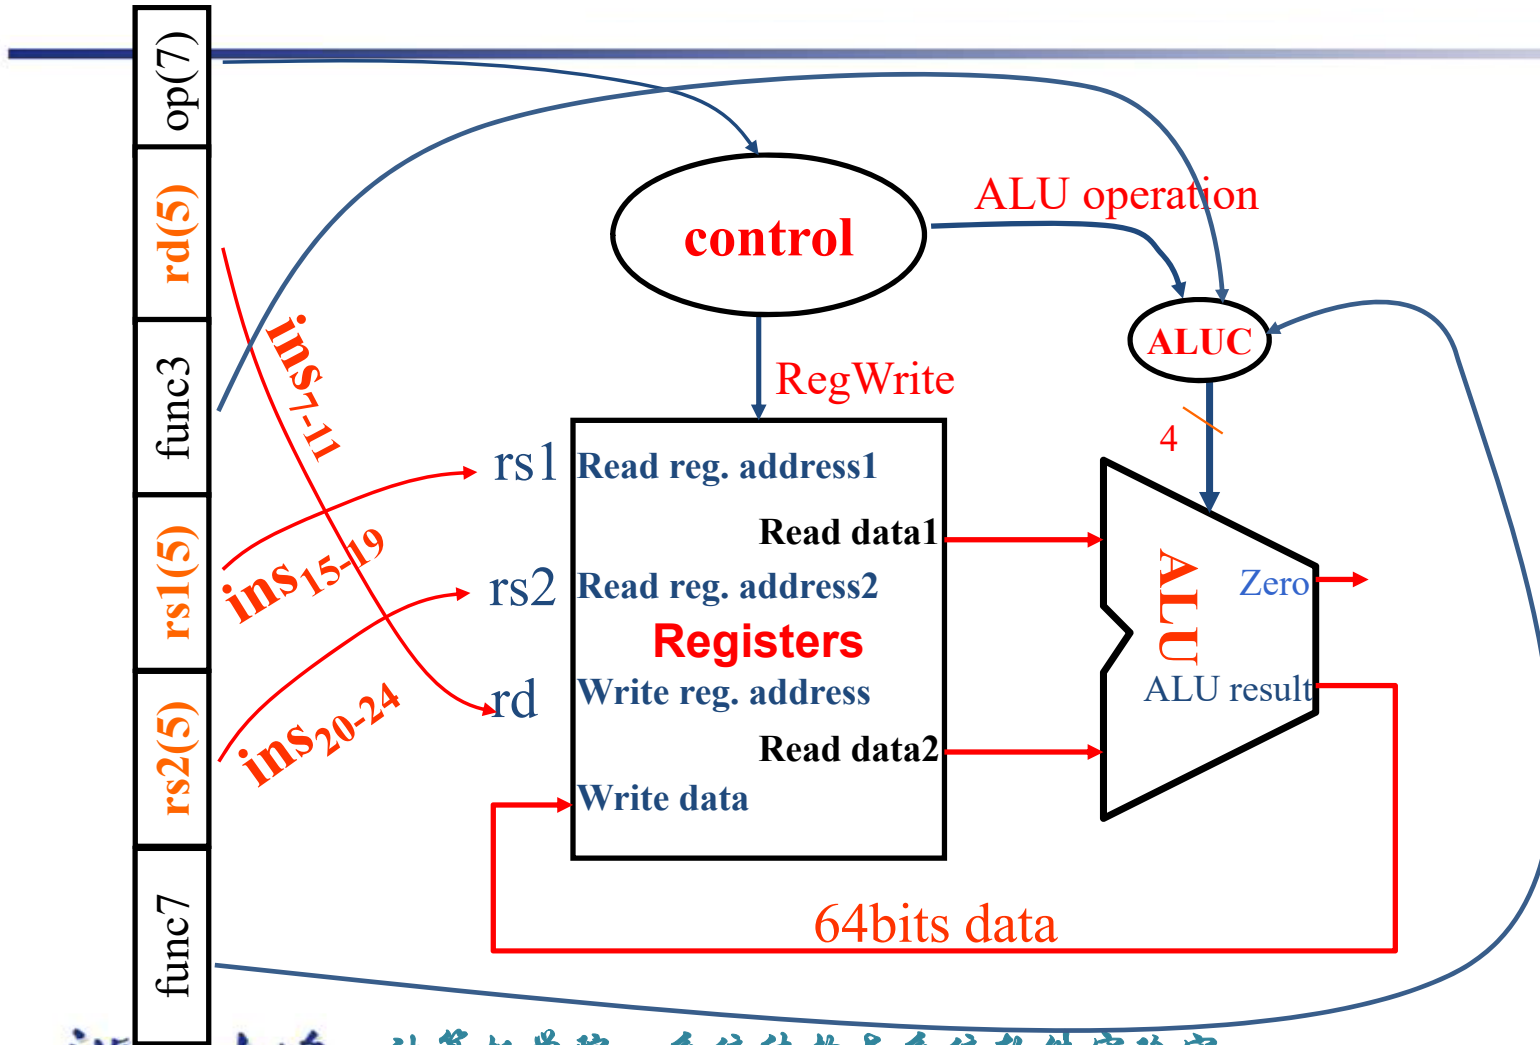 op(7)
rd(5)
func3
rs1(5)
rs2(5)
func7
ins7-11
ins15-19
ins20-24
control
ALU operation
ALUC
RegWrite
4
rs1
Read reg. address1
Read data1
rs2
Read reg. address2
Registers
rd
Write reg. address
Read data2
Write data
ALU
Zero
ALU result
64bits data